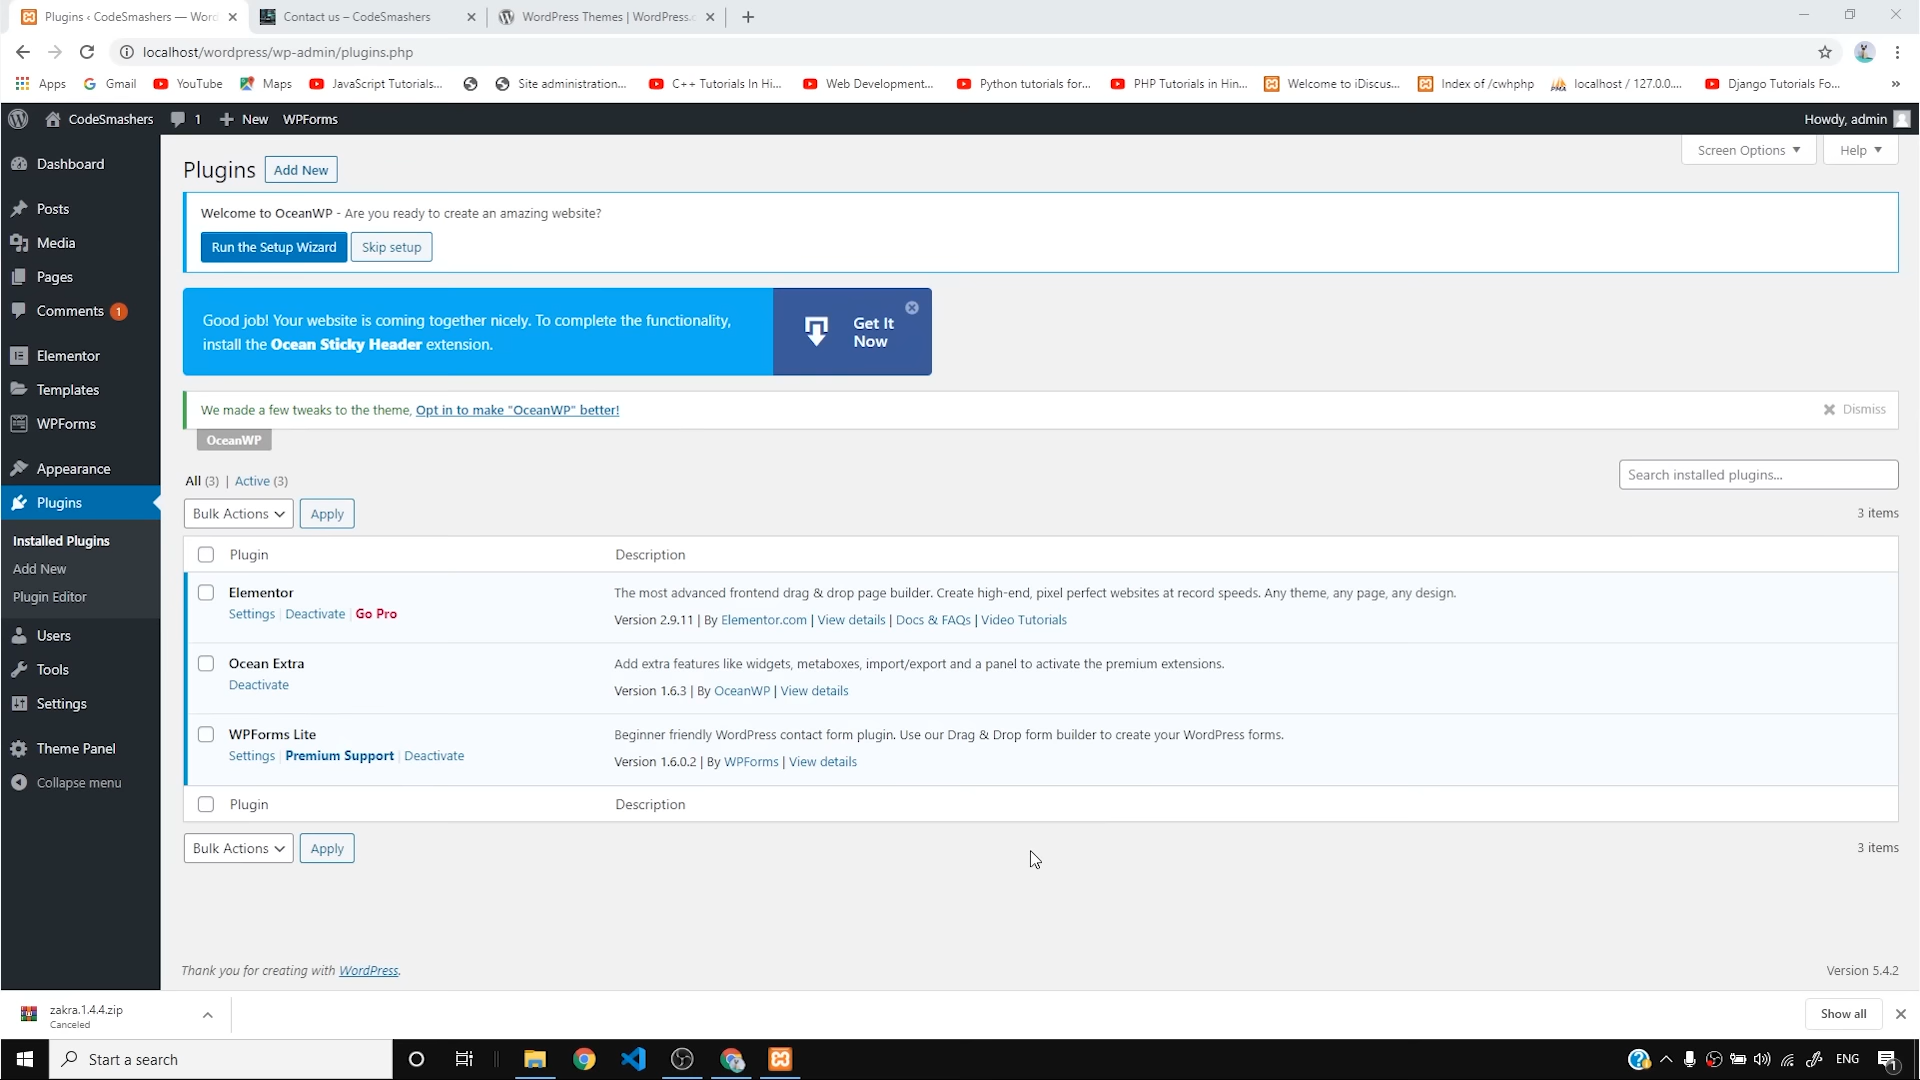 Plugins ‹ CodeSmashers — Word
Contact us – CodeSmashers
WordPress Themes | WordPress.
localhost/wordpress/wp-admin/plugins.php
Apps
Gmail
YouTube
Maps
JavaScript Tutorials...
Site administration...
C++ Tutorials In Hi...
Web Development...
Python tutorials for...
PHP Tutorials in Hin...
Welcome to iDiscus...
Index of /cwhphp
localhost / 127.0.0....
Django Tutorials Fo...
»
CodeSmashers
1
New
WPForms
Howdy, admin
Dashboard
Posts
Media
Pages
Comments 1
Elementor
Templates
WPForms
Appearance
Plugins
Installed Plugins
Add New
Plugin Editor
Users
Tools
Settings
Theme Panel
Collapse menu
Screen Options
Help
Plugins Add New
Welcome to OceanWP - Are you ready to create an amazing website?
Run the Setup Wizard Skip setup
Good job! Your website is coming together nicely. To complete the functionality,
install the Ocean Sticky Header extension.
Get It
Now
We made a few tweaks to the theme, Opt in to make "OceanWP" better!
Dismiss
OceanWP
All (3) | Active (3)
Search installed plugins...
Bulk Actions Apply
3 items
Plugin Description
Elementor
Settings | Deactivate | Go Pro
The most advanced frontend drag & drop page builder. Create high-end, pixel perfect websites at record speeds. Any theme, any page, any design.
Version 2.9.11 | By Elementor.com | View details | Docs & FAQs | Video Tutorials
Ocean Extra
Deactivate
Add extra features like widgets, metaboxes, import/export and a panel to activate the premium extensions.
Version 1.6.3 | By OceanWP | View details
WPForms Lite
Settings | Premium Support | Deactivate
Beginner friendly WordPress contact form plugin. Use our Drag & Drop form builder to create your WordPress forms.
Version 1.6.0.2 | By WPForms | View details
Plugin Description
Bulk Actions Apply
3 items
Thank you for creating with WordPress.
Version 5.4.2
zakra.1.4.4.zip
Canceled
Show all
Start a search
ENG
1